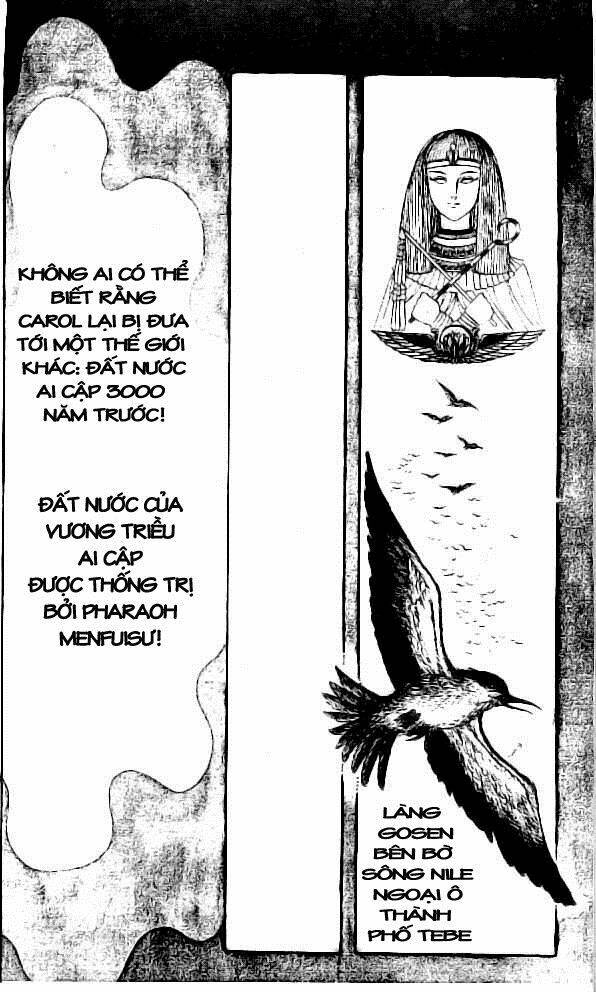 KHÔNG AI CÓ THỂ
BIẾT RẰNG
CAROL LẠI BỊ ĐƯA
TỚI MỘT THẾ GIỚI
KHÁC: ĐẤT NƯỚC
AI CẬP 3000
NĂM TRƯỚC!
ĐẤT NƯỚC CỦA
VƯƠNG TRIỀU
AI CẬP
ĐƯỢC THỐNG TRỊ
BỞI PHARAOH
MENFUISƯ!
LÀNG
GOSEN
BÊN BỜ
SÔNG NILE
NGOẠI Ô
THÀNH
PHỐ TEBE